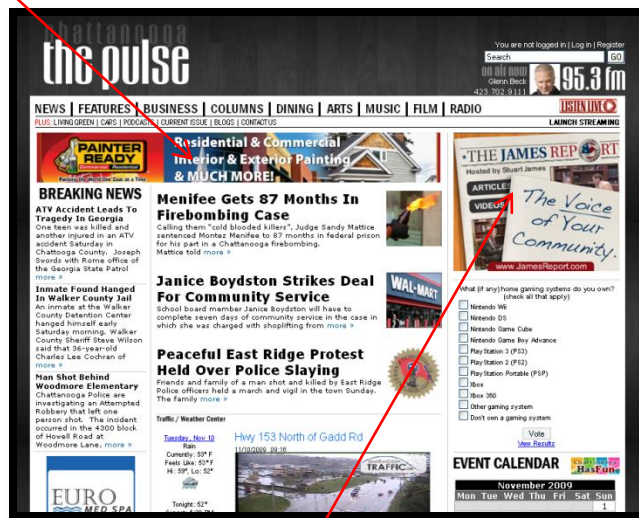 chattanooga
the pulse
You are not logged in | Log in | Register
Search GO
on air now
Glenn Beck
423.702.9111
95.3 fm
NEWS | FEATURES | BUSINESS | COLUMNS | DINING | ARTS | MUSIC | FILM | RADIO
LISTEN LIVE
PLUS: LIVING GREEN | CARS | PODCASTS | CURRENT ISSUE | BLOGS | CONTACT US
LAUNCH STREAMING
PAINTER
READY
Residential & Commercial
Interior & Exterior Painting
& MUCH MORE!
THE JAMES REPORT
Hosted by Stuart James
ARTICLES
VIDEOS
The Voice
of Your
Community.
www.JamesReport.com
BREAKING NEWS
ATV Accident Leads To
Tragedy In Georgia
One teen was killed and
another injured in an ATV
accident Saturday in
Chattooga County. Joseph
Swords with Rome office of
the Georgia State Patrol
more »
Inmate Found Hanged
In Walker County Jail
An inmate at the Walker
County Detention Center
hanged himself early
Saturday morning. Walker
County Sheriff Steve Wilson
said that 36-year-old
Charles Lee Cochran of
more »
Man Shot Behind
Woodmore Elementary
Chattanooga Police are
investigating an Attempted
Robbery that left one
person shot. The incident
occurred in the 4300 block
of Howell Road at
Woodmore Lane, more »
EURO
MED SPA
Menifee Gets 87 Months In
Firebombing Case
Calling them "cold blooded killers", Judge Sandy Mattice
sentenced Montez Menifee to 87 months in federal prison
for his part in a Chattanooga firebombing.
Mattice told more »
Janice Boydston Strikes Deal
For Community Service
School board member Janice Boydston will have to
complete seven days of community service in the case in
which she was charged with shoplifting from more »
WAL-MART
Peaceful East Ridge Protest
Held Over Police Slaying
Friends and family of a man shot and killed by East Ridge
Police officers held a march and vigil in the town Sunday.
The family more »
Traffic / Weather Center
Tuesday, Nov 10
Rain
Currently: 53° F
Feels Like: 53° F
Hi: 59°, Lo: 52°
Tonight: 52°
Hwy 153 North of Gadd Rd
11/10/2009 09:16
CHATTANOOGA
TRAFFIC
What (if any) home gaming systems do you own?
(check all that apply)
Nintendo Wii
Nintendo DS
Nintendo Game Cube
Nintendo Game Boy Advance
PlayStation 3 (PS3)
PlayStation 2 (PS2)
PlayStation Portable (PSP)
Xbox
Xbox 360
Other gaming system
Don't own a gaming system
Vote
View Results
EVENT CALENDAR
HasFun
November 2009
Mon Tue Wed Thu Fri Sat Sun
1